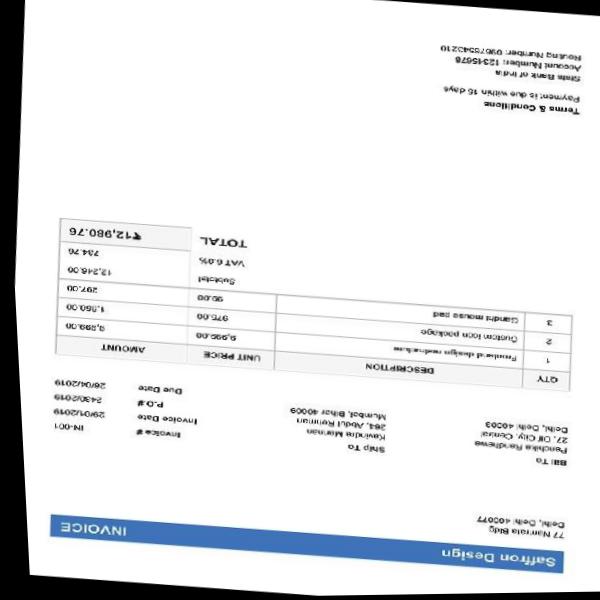 Saffron Design
INVOICE
77 Namrata Bldg
Delhi, Delhi 400077
Bill To
27, City, Central
Delhi, Delhi 40003
Ship To
Kavindra Mannan
264, Abdul Rehman
Mumbai, Bihar 40009
Invoice # IN-001
Invoice Date 29/01/2019
P.O.# 2430/2019
Due Date 26/04/2019
QTY DESCRIPTION UNIT PRICE AMOUNT
1 Frontend design restructure 9,999.00 9,999.00
2 Custom icon package 975.00 1,950.00
3 Gandhi mouse pad 99.00 297.00
Subtotal 12,246.00
VAT 6.0% 734.76
TOTAL ₹12,980.76
Terms & Conditions
Payment is due within 15 days
State Bank of India
Account Number: 12345678
Routing Number: 09876543210